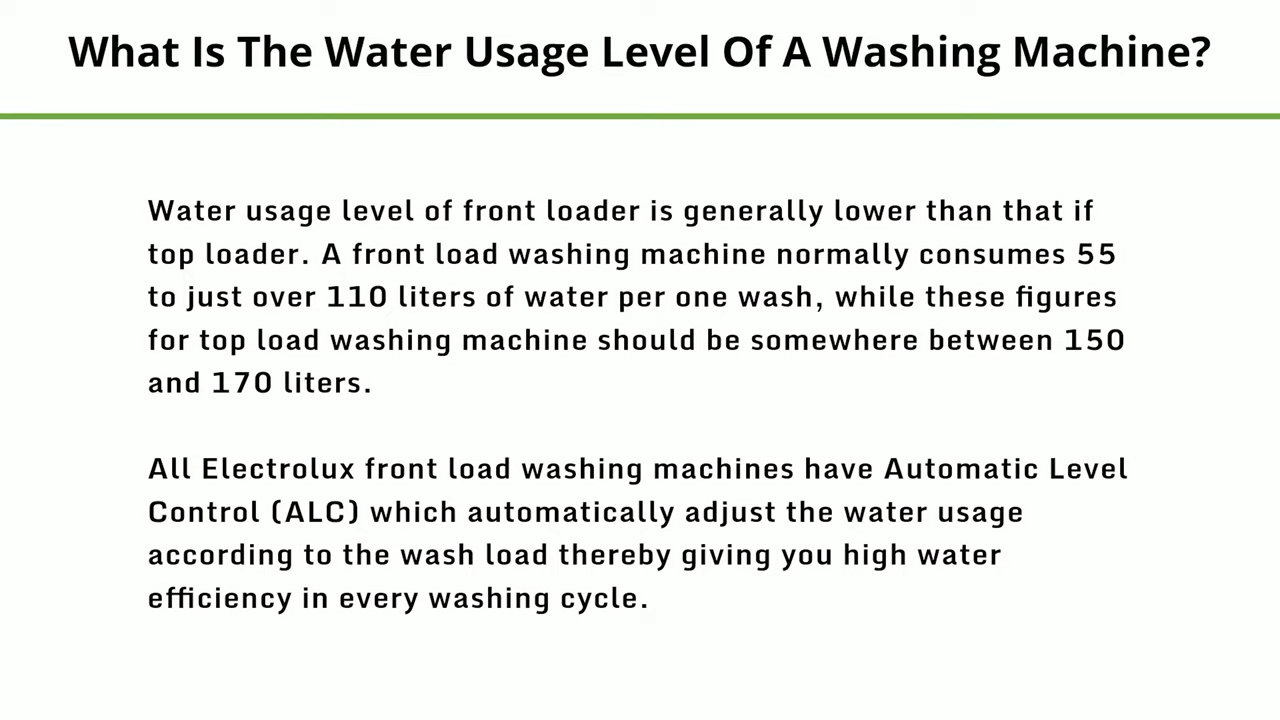 What Is The Water Usage Level Of A Washing Machine?
Water usage level of front loader is generally lower than that if
top loader. A front load washing machine normally consumes 55
to just over 110 liters of water per one wash, while these figures
for top load washing machine should be somewhere between 150
and 170 liters.
All Electrolux front load washing machines have Automatic Level
Control (ALC) which automatically adjust the water usage
according to the wash load thereby giving you high water
efficiency in every washing cycle.